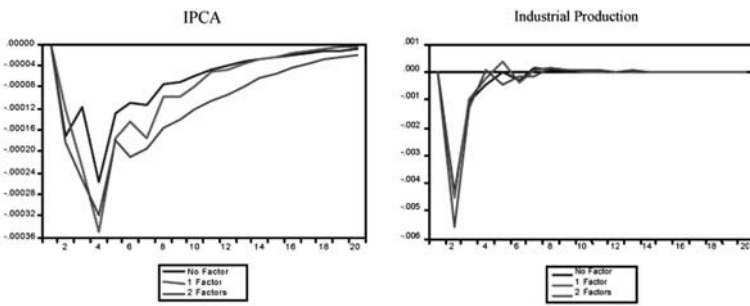 IPCA
.00000
-.00004
-.00008
-.00012
-.00016
-.00020
-.00024
-.00028
-.00032
-.00036
2 4 6 8 10 12 14 16 18 20
No Factor
1 Factor
2 Factors
Industrial Production
.001
.000
-.001
-.002
-.003
-.004
-.005
-.006
2 4 6 8 10 12 14 16 18 20
No Factor
1 Factor
2 Factors